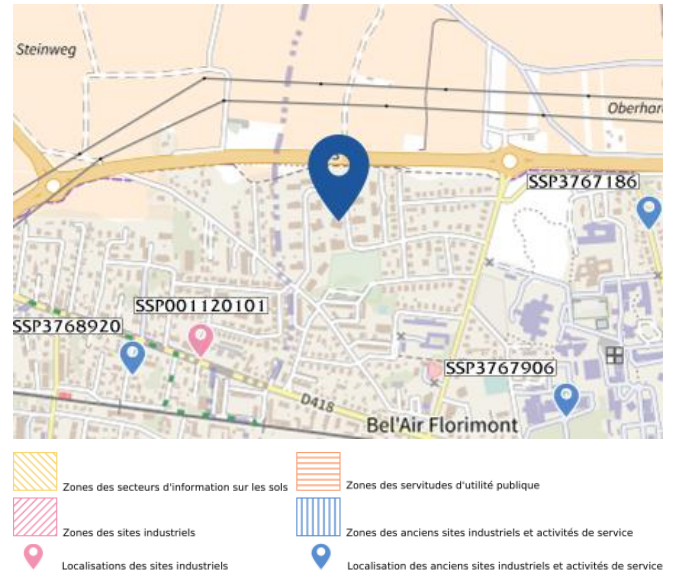 Steinweg
Oberhar
SSP3767186
SSP001120101
SSP3768920
SSP3767906
D418
Bel'Air Florimont
Zones des secteurs d'information sur les sols
Zones des servitudes d'utilité publique
Zones des sites industriels
Zones des anciens sites industriels et activités de service
Localisations des sites industriels
Localisation des anciens sites industriels et activités de service